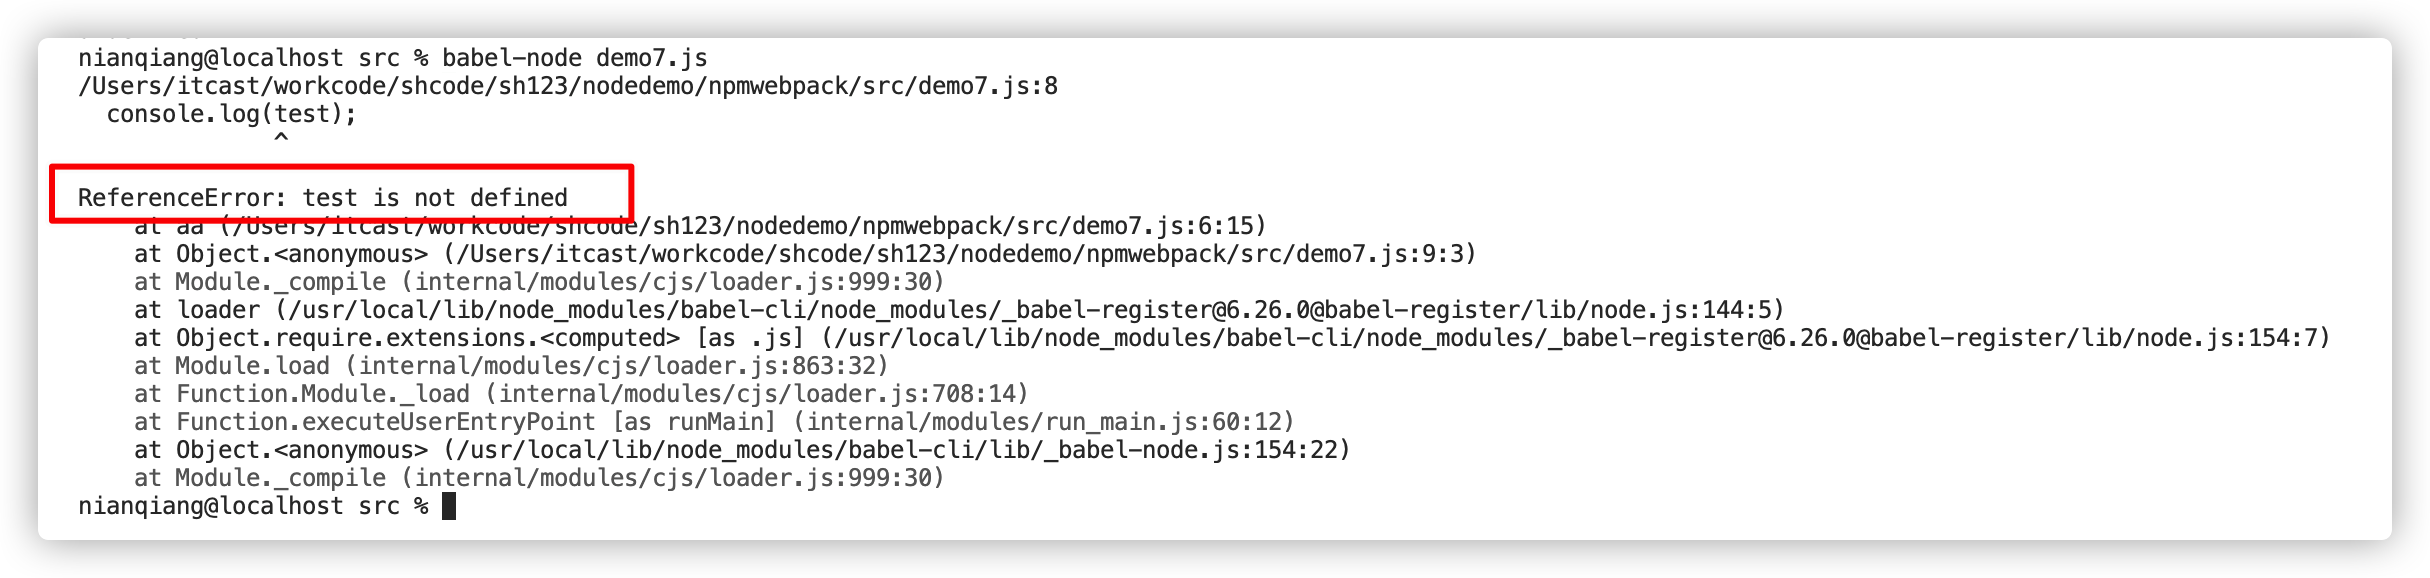 nianqiang@localhost src % babel-node demo7.js
/Users/itcast/workcode/shcode/sh123/nodedemo/npmwebpack/src/demo7.js:8
  console.log(test);
              ^
ReferenceError: test is not defined
    at aa (/Users/itcast/workcode/shcode/sh123/nodedemo/npmwebpack/src/demo7.js:6:15)
    at Object.<anonymous> (/Users/itcast/workcode/shcode/sh123/nodedemo/npmwebpack/src/demo7.js:9:3)
    at Module._compile (internal/modules/cjs/loader.js:999:30)
    at loader (/usr/local/lib/node_modules/babel-cli/node_modules/_babel-register@6.26.0@babel-register/lib/node.js:144:5)
    at Object.require.extensions.<computed> [as .js] (/usr/local/lib/node_modules/babel-cli/node_modules/_babel-register@6.26.0@babel-register/lib/node.js:154:7)
    at Module.load (internal/modules/cjs/loader.js:863:32)
    at Function.Module._load (internal/modules/cjs/loader.js:708:14)
    at Function.executeUserEntryPoint [as runMain] (internal/modules/run_main.js:60:12)
    at Object.<anonymous> (/usr/local/lib/node_modules/babel-cli/lib/_babel-node.js:154:22)
    at Module._compile (internal/modules/cjs/loader.js:999:30)
nianqiang@localhost src %